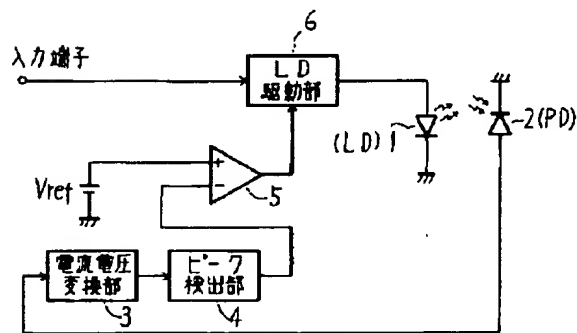 6
入力端子
LD
駆動部
(LD)1
2(PD)
Vref
+
−
5
電流電圧
変換部
ピーク
検出部
3
4